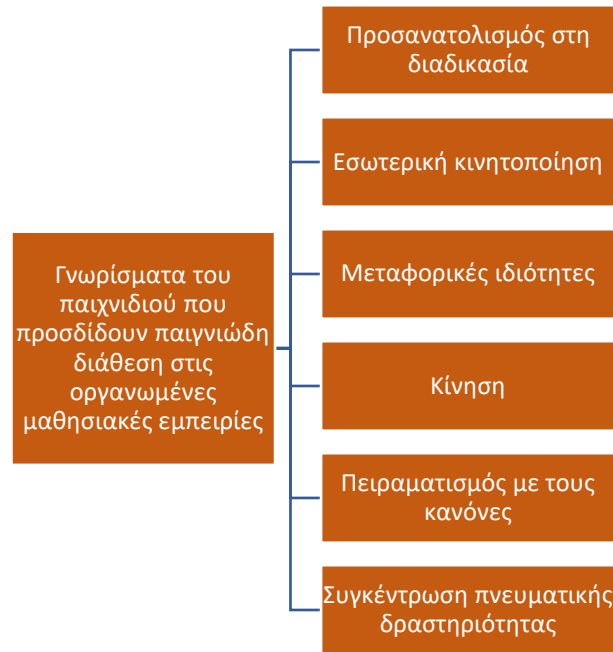 Γνωρίσματα του
παιχνιδιού που
προσδίδουν παιγνιώδη
διάθεση στις
οργανωμένες
μαθησιακές εμπειρίες
Προσανατολισμός στη
διαδικασία
Εσωτερική κινητοποίηση
Μεταφορικές ιδιότητες
Κίνηση
Πειραματισμός με τους
κανόνες
Συγκέντρωση πνευματικής
δραστηριότητας